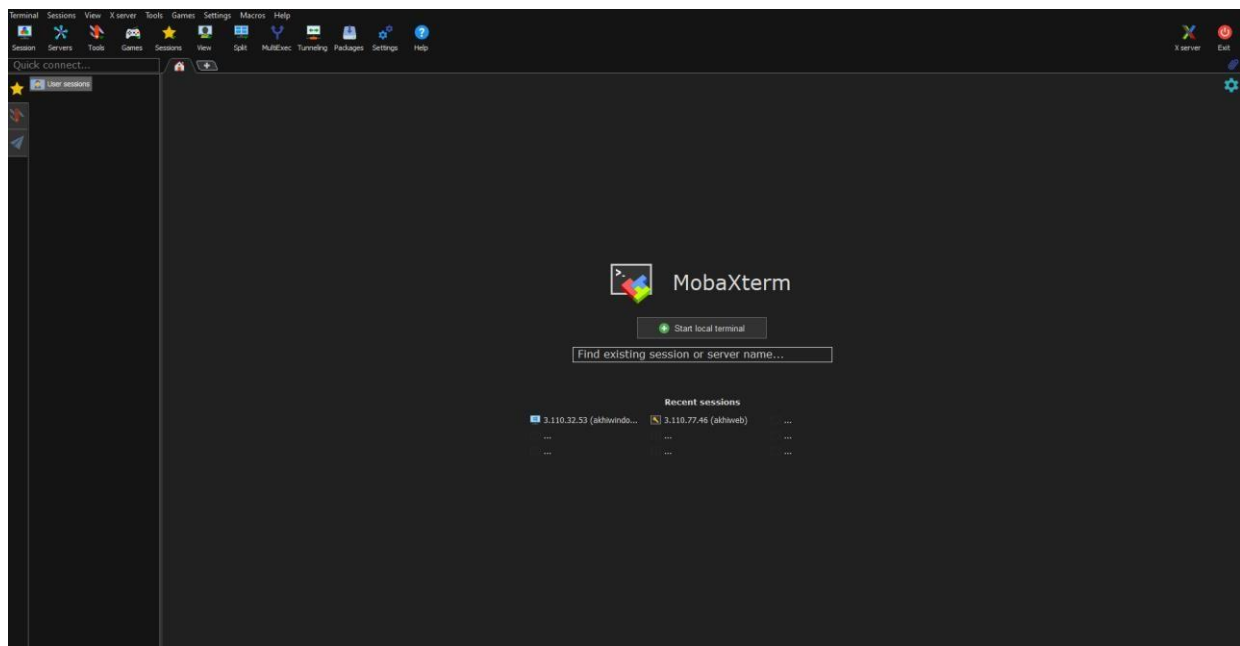 Terminal Sessions View X server Tools Games Settings Macros Help
Session Servers Tools Games Sessions View Split MultiExec Tunneling Packages Settings Help X server Exit
Quick connect...
User sessions
>_
MobaXterm
Start local terminal
Find existing session or server name...
Recent sessions
3.110.32.53 (akhiwindo... 3.110.77.46 (akhiweb) ...
... ... ...
... ... ...